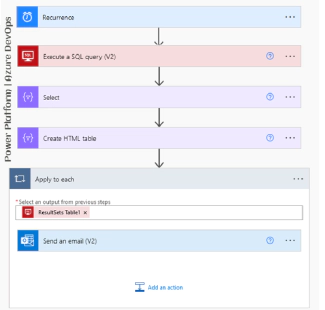 Power Platform | Azure DevOps
Recurrence
SQL
Execute a SQL query (V2)
Select
Create HTML table
Apply to each
* Select an output from previous steps
ResultSets Table1 ×
Send an email (V2)
Add an action